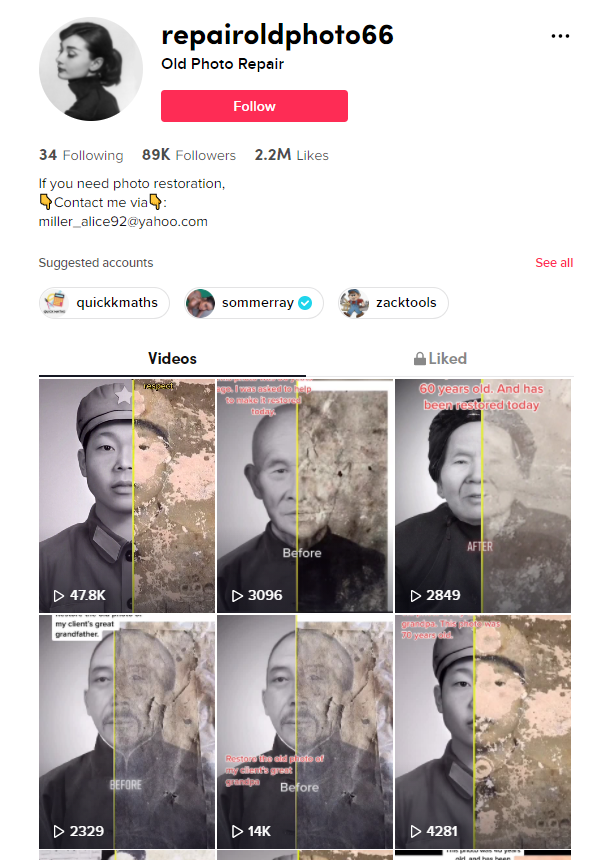 repairoldphoto66
Old Photo Repair
Follow
34 Following 89K Followers 2.2M Likes
If you need photo restoration,
👇Contact me via👇:
miller_alice92@yahoo.com
Suggested accounts
See all
quickkmaths
sommerray
zacktools
Videos
Liked
respect
47.8K
ago. I was asked to help
to make it restored
today.
Before
3096
60 years old. And has
been restored today
AFTER
2849
Restore the old photo of
my client's great
grandfather.
BEFORE
2329
Restore the old photo of
my client's great
grandpa
Before
14K
grandpa. This photo was
70 years old.
4281
This photo was 40 years
old, and has been